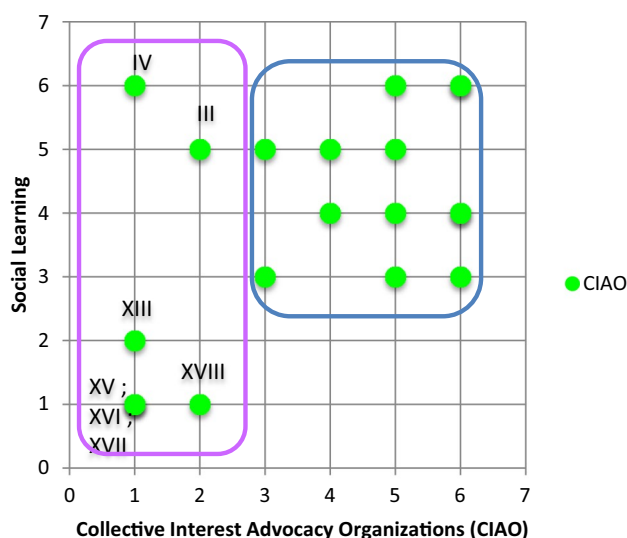 7
IV
6
III
5
4
3
XIII
2
XVIII
XV ;
1
XVI ;
XVII
0
0 1 2 3 4 5 6 7
Social Learning
Collective Interest Advocacy Organizations (CIAO)
CIAO